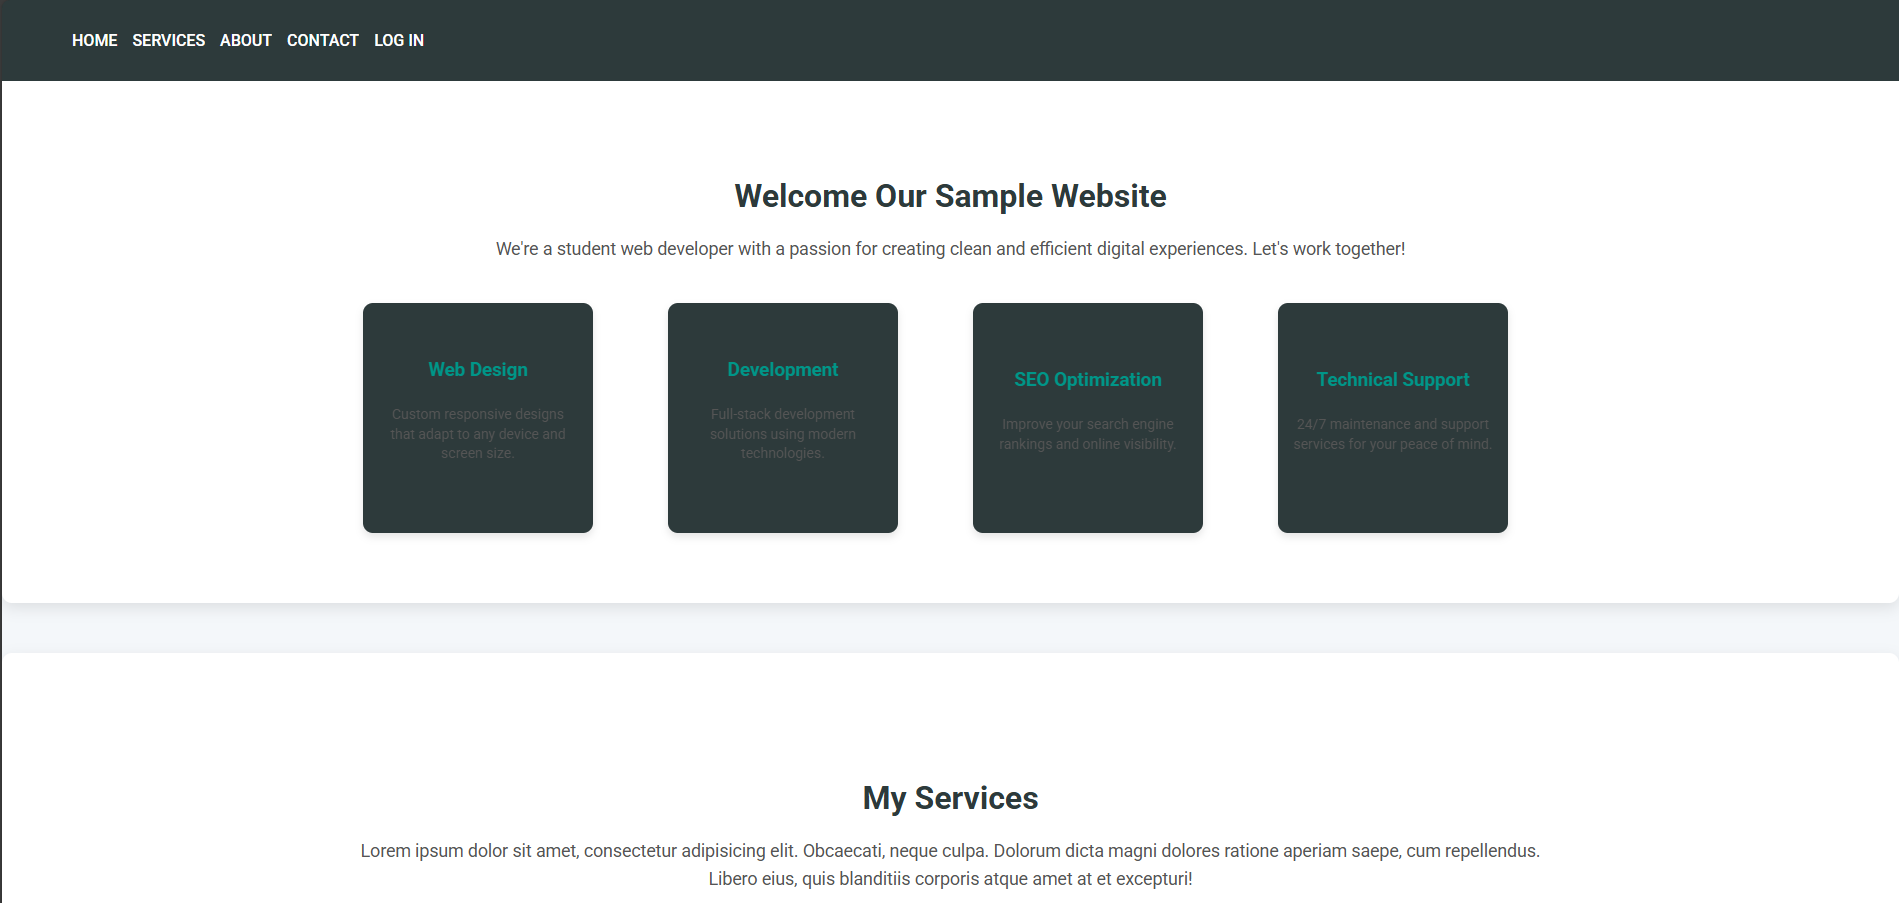 HOME SERVICES ABOUT CONTACT LOG IN
Welcome Our Sample Website
We're a student web developer with a passion for creating clean and efficient digital experiences. Let's work together!
Web Design
Custom responsive designs
that adapt to any device and
screen size.
Development
Full-stack development
solutions using modern
technologies.
SEO Optimization
Improve your search engine
rankings and online visibility.
Technical Support
24/7 maintenance and support
services for your peace of mind.
My Services
Lorem ipsum dolor sit amet, consectetur adipisicing elit. Obcaecati, neque culpa. Dolorum dicta magni dolores ratione aperiam saepe, cum repellendus.
Libero eius, quis blanditiis corporis atque amet at et excepturi!